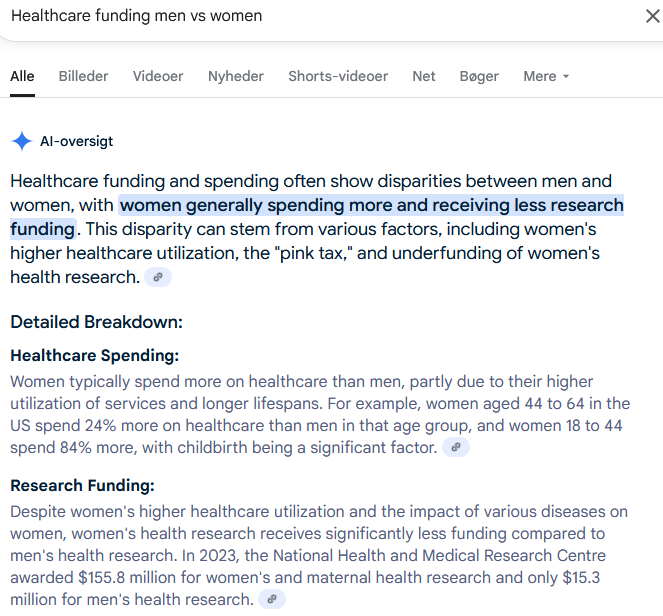 Healthcare funding men vs women
Alle Billeder Videoer Nyheder Shorts-videoer Net Bøger Mere
AI-oversigt
Healthcare funding and spending often show disparities between men and
women, with women generally spending more and receiving less research
funding. This disparity can stem from various factors, including women's
higher healthcare utilization, the "pink tax," and underfunding of women's
health research.
Detailed Breakdown:
Healthcare Spending:
Women typically spend more on healthcare than men, partly due to their higher
utilization of services and longer lifespans. For example, women aged 44 to 64 in the
US spend 24% more on healthcare than men in that age group, and women 18 to 44
spend 84% more, with childbirth being a significant factor.
Research Funding:
Despite women's higher healthcare utilization and the impact of various diseases on
women, women's health research receives significantly less funding compared to
men's health research. In 2023, the National Health and Medical Research Centre
awarded $155.8 million for women's and maternal health research and only $15.3
million for men's health research.